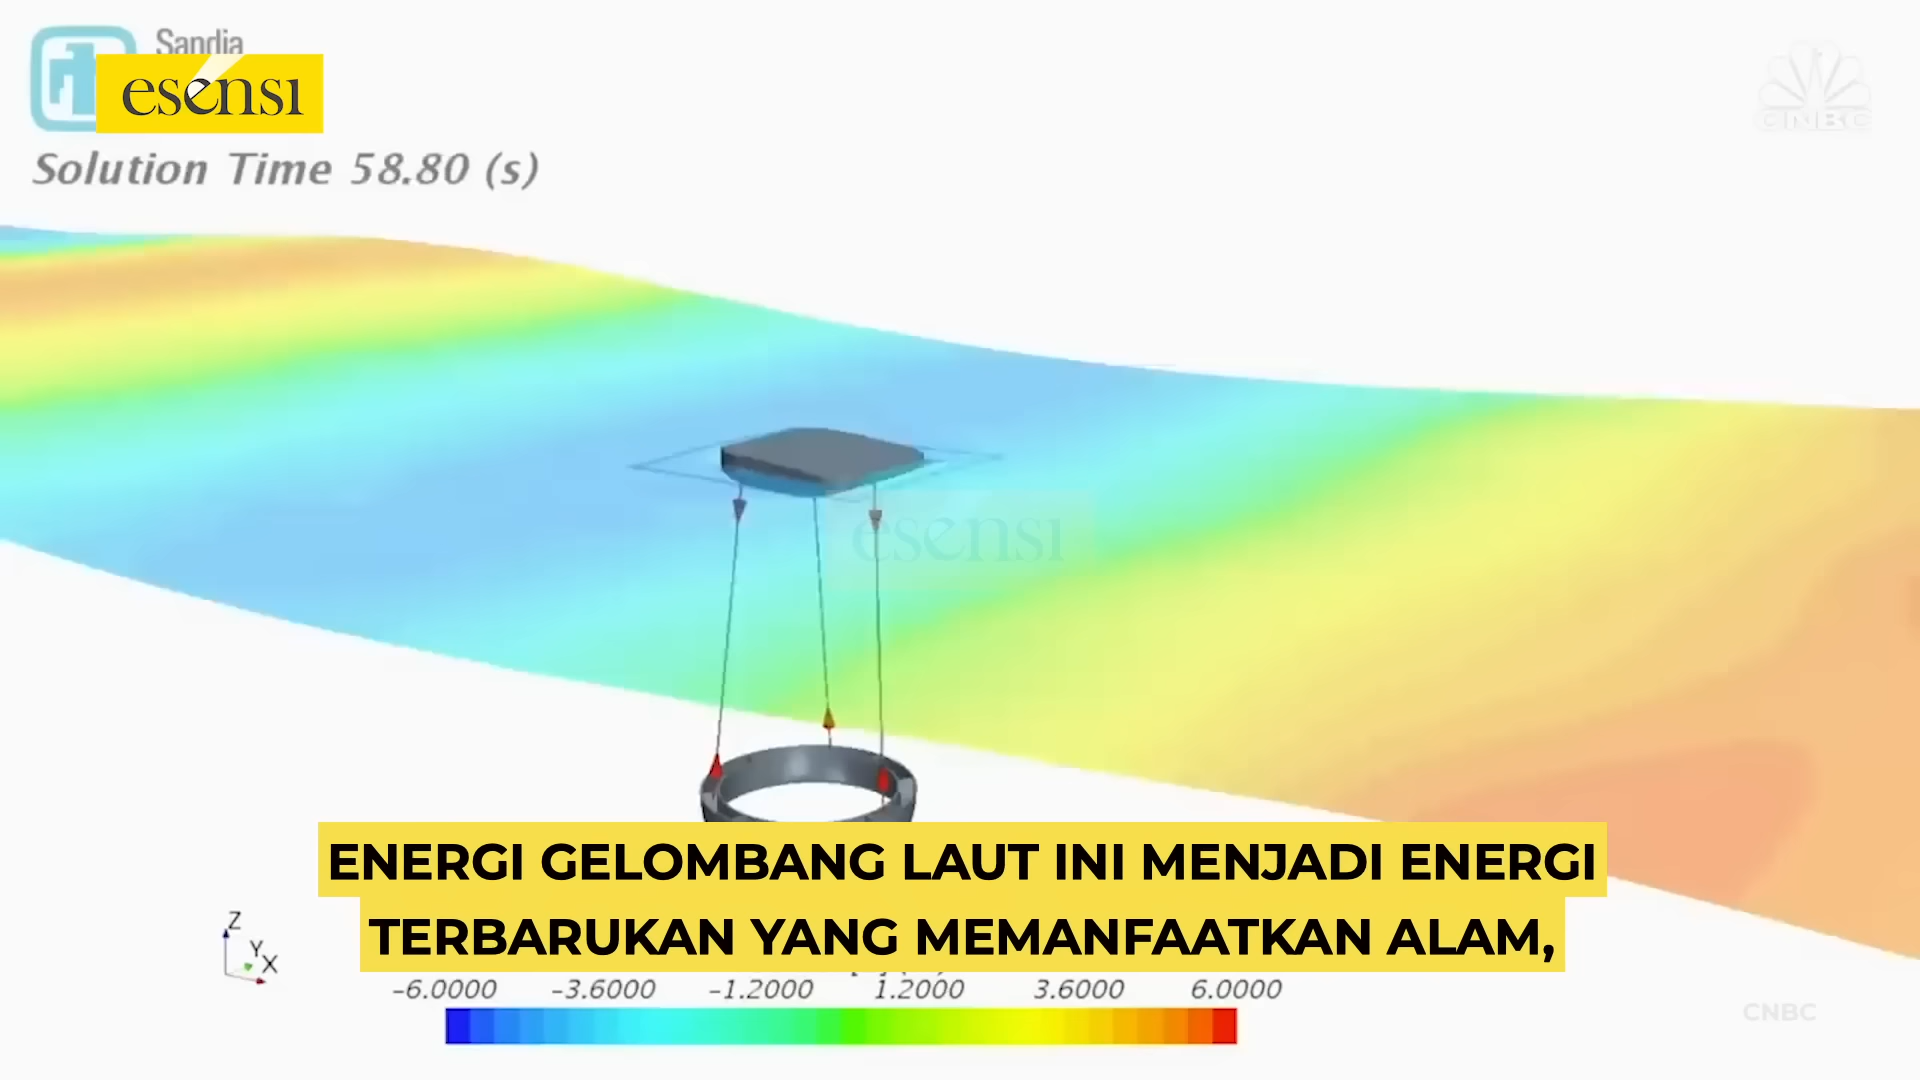 Sandia
esensi
CNBC
Solution Time 58.80 (s)
esensi
ENERGI GELOMBANG LAUT INI MENJADI ENERGI
TERBARUKAN YANG MEMANFAATKAN ALAM,
Z
Y
X
-6.0000 -3.6000 -1.2000 1.2000 3.6000 6.0000
CNBC